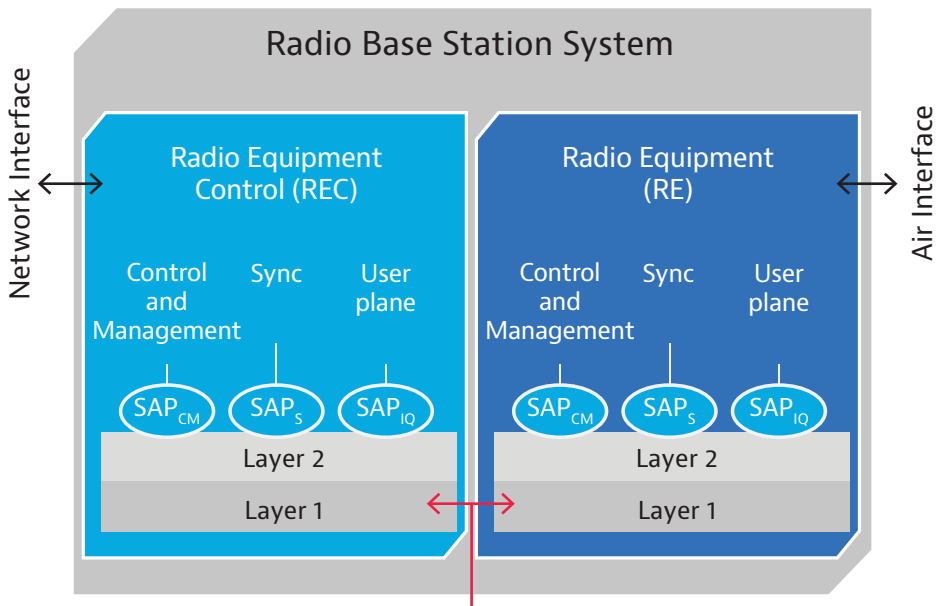 Radio Base Station System
Network Interface
Radio Equipment
Control (REC)
Control
and
Management
Sync
User
plane
SAPCM
SAPS
SAPIQ
Layer 2
Layer 1
Radio Equipment
(RE)
Control
and
Management
Sync
User
plane
SAPCM
SAPS
SAPIQ
Layer 2
Layer 1
Air Interface